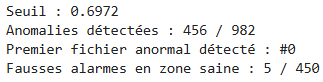 Seuil : 0.6972
Anomalies détectées : 456 / 982
Premier fichier anormal détecté : #0
Fausses alarmes en zone saine : 5 / 450